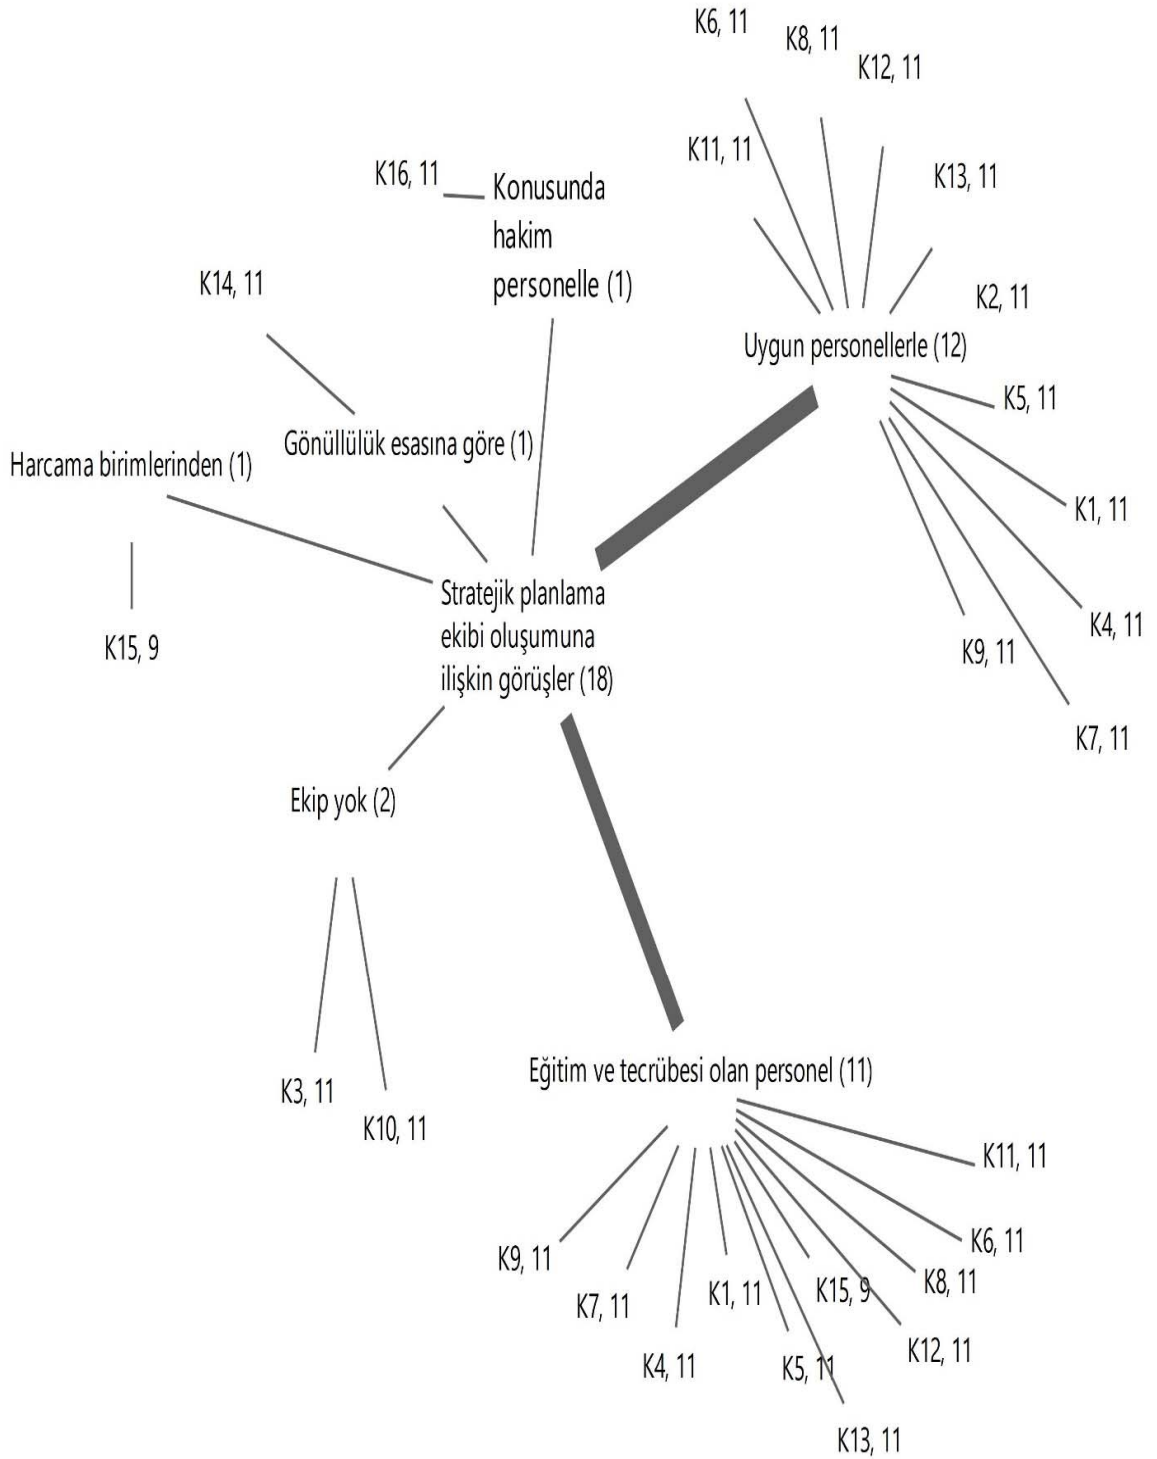 K6, 11
K8, 11
K12, 11
K11, 11
K13, 11
K2, 11
Uygun personellerle (12)
K5, 11
K1, 11
K4, 11
K9, 11
K7, 11
K16, 11
Konusunda
hakim
personelle (1)
K14, 11
Gönüllülük esasına göre (1)
Harcama birimlerinden (1)
K15, 9
Stratejik planlama
ekibi oluşumuna
ilişkin görüşler (18)
Ekip yok (2)
K3, 11
K10, 11
Eğitim ve tecrübesi olan personel (11)
K11, 11
K6, 11
K8, 11
K12, 11
K15, 9
K13, 11
K5, 11
K1, 11
K4, 11
K7, 11
K9, 11